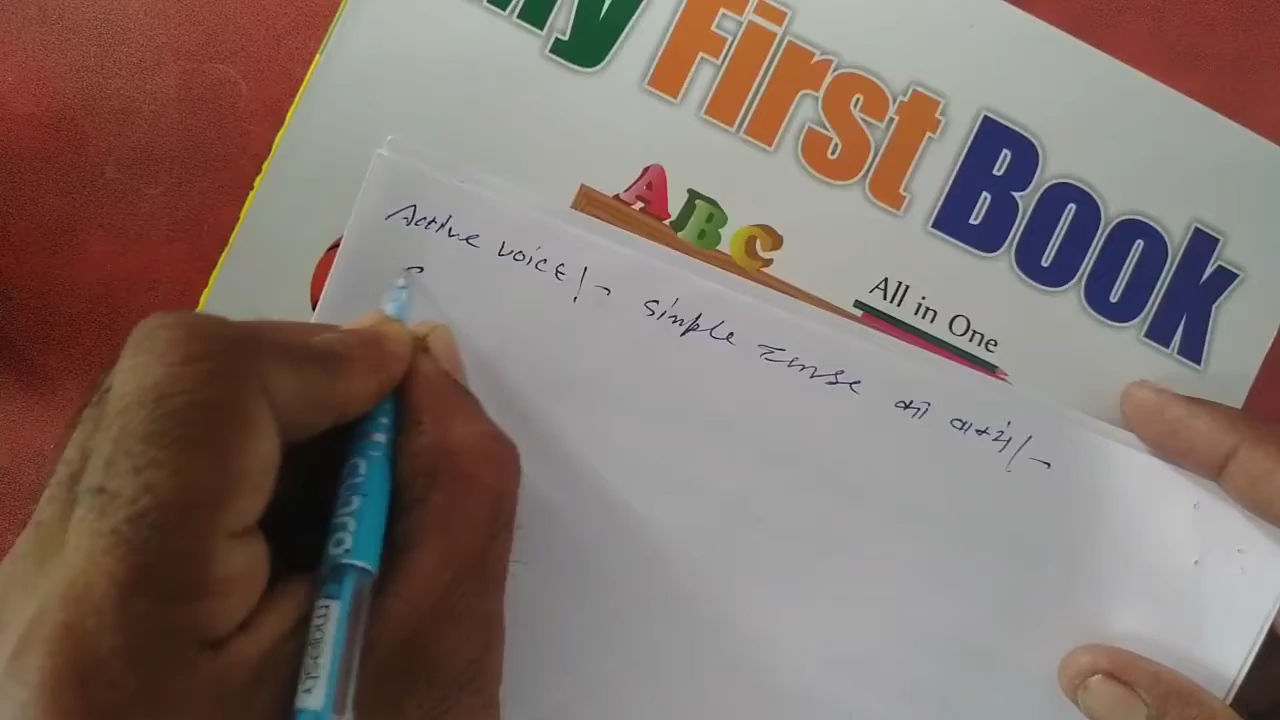 My First Book
ABC
All in One
Active voice!- simple Tense का वाक्य!-